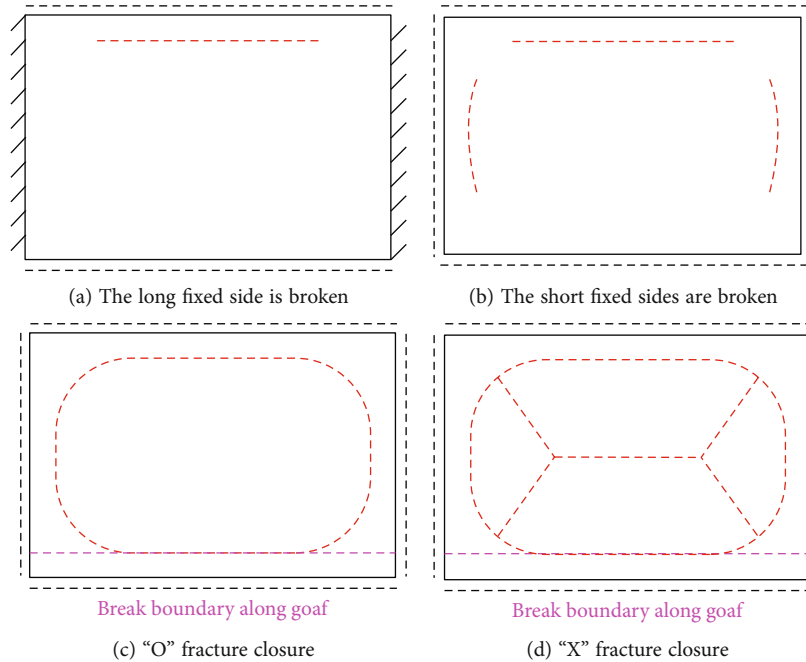 (a) The long fixed side is broken
(b) The short fixed sides are broken
Break boundary along goaf
Break boundary along goaf
(c) “O” fracture closure
(d) “X” fracture closure